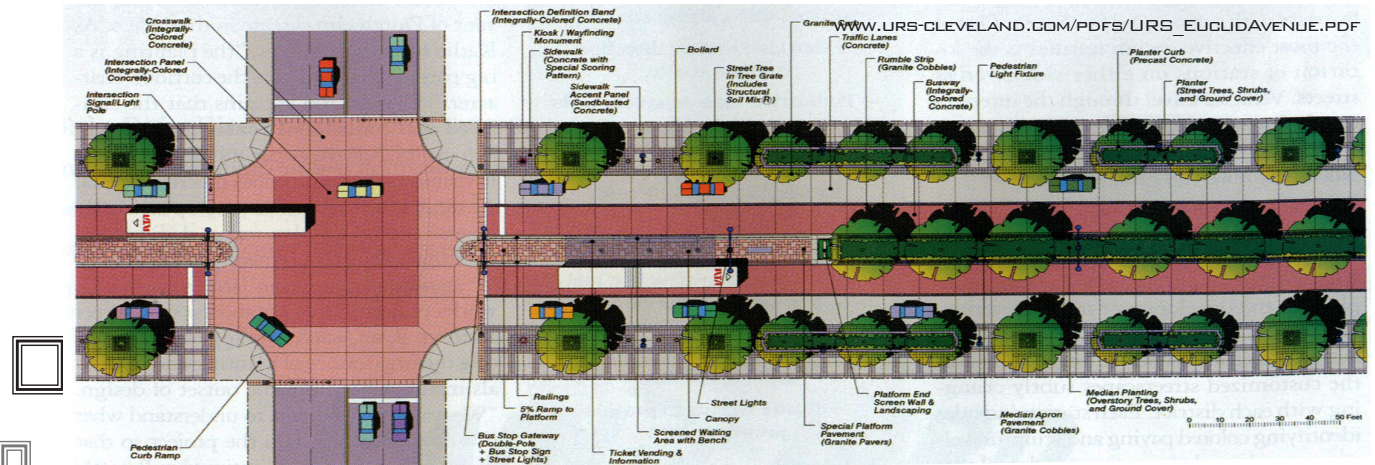 WWW.URS-CLEVELAND.COM/PDFS/URS_EUCLIDAVENUE.PDF
Crosswalk
(Integrally-
Colored
Concrete)
Intersection Panel
(Integrally-Colored
Concrete)
Intersection
Signal/Light
Pole
Intersection Definition Band
(Integrally-Colored Concrete)
Kiosk / Wayfinding
Monument
Sidewalk
(Concrete with
Special Scoring
Pattern)
Sidewalk
Accent Panel
(Sandblasted
Concrete)
Bollard
Street Tree
in Tree Grate
(Includes
Structural
Soil Mix(R))
Granite Curb
Traffic Lanes
(Concrete)
Rumble Strip
(Granite Cobbles)
Busway
(Integrally-
Colored
Concrete)
Pedestrian
Light Fixture
Planter Curb
(Precast Concrete)
Planter
(Street Trees, Shrubs,
and Ground Cover)
Pedestrian
Curb Ramp
Bus Stop Gateway
(Double-Pole
+ Bus Stop Sign
+ Street Lights)
Railings
5% Ramp to
Platform
Ticket Vending &
Information
Screened Waiting
Area with Bench
Canopy
Street Lights
Special Platform
Pavement
(Granite Pavers)
Platform End
Screen Wall &
Landscaping
Median Apron
Pavement
(Granite Cobbles)
Median Planting
(Overstory Trees, Shrubs,
and Ground Cover)
0 10 20 30 40 50 Feet